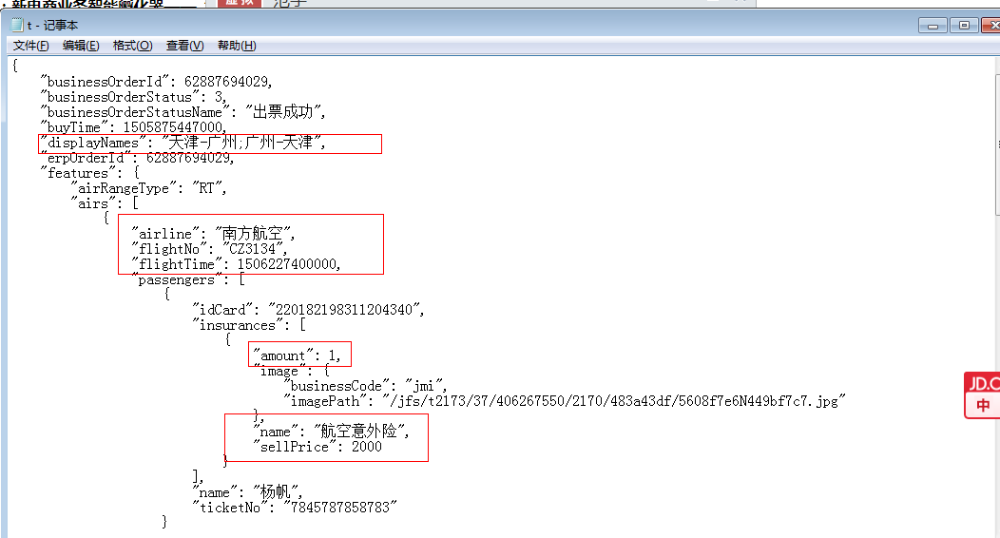 t - 记事本
文件(F) 编辑(E) 格式(O) 查看(V) 帮助(H)
{
"businessOrderId": 62887694029,
"businessOrderStatus": 3,
"businessOrderStatusName": "出票成功",
"buyTime": 1505875447000,
"displayNames": "天津-广州;广州-天津",
"erpOrderId": 62887694029,
"features": {
"airRangeType": "RT",
"airs": [
{
"airline": "南方航空",
"flightNo": "CZ3134",
"flightTime": 1506227400000,
"passengers": [
{
"idCard": "220182198311204340",
"insurances": [
{
"amount": 1,
"image": {
"businessCode": "jmi",
"imagePath": "/jfs/t2173/37/406267550/2170/483a43df/5608f7e6N449bf7c7.jpg"
},
"name": "航空意外险",
"sellPrice": 2000
}
],
"name": "杨帆",
"ticketNo": "7845787858783"
}
JD.C
中